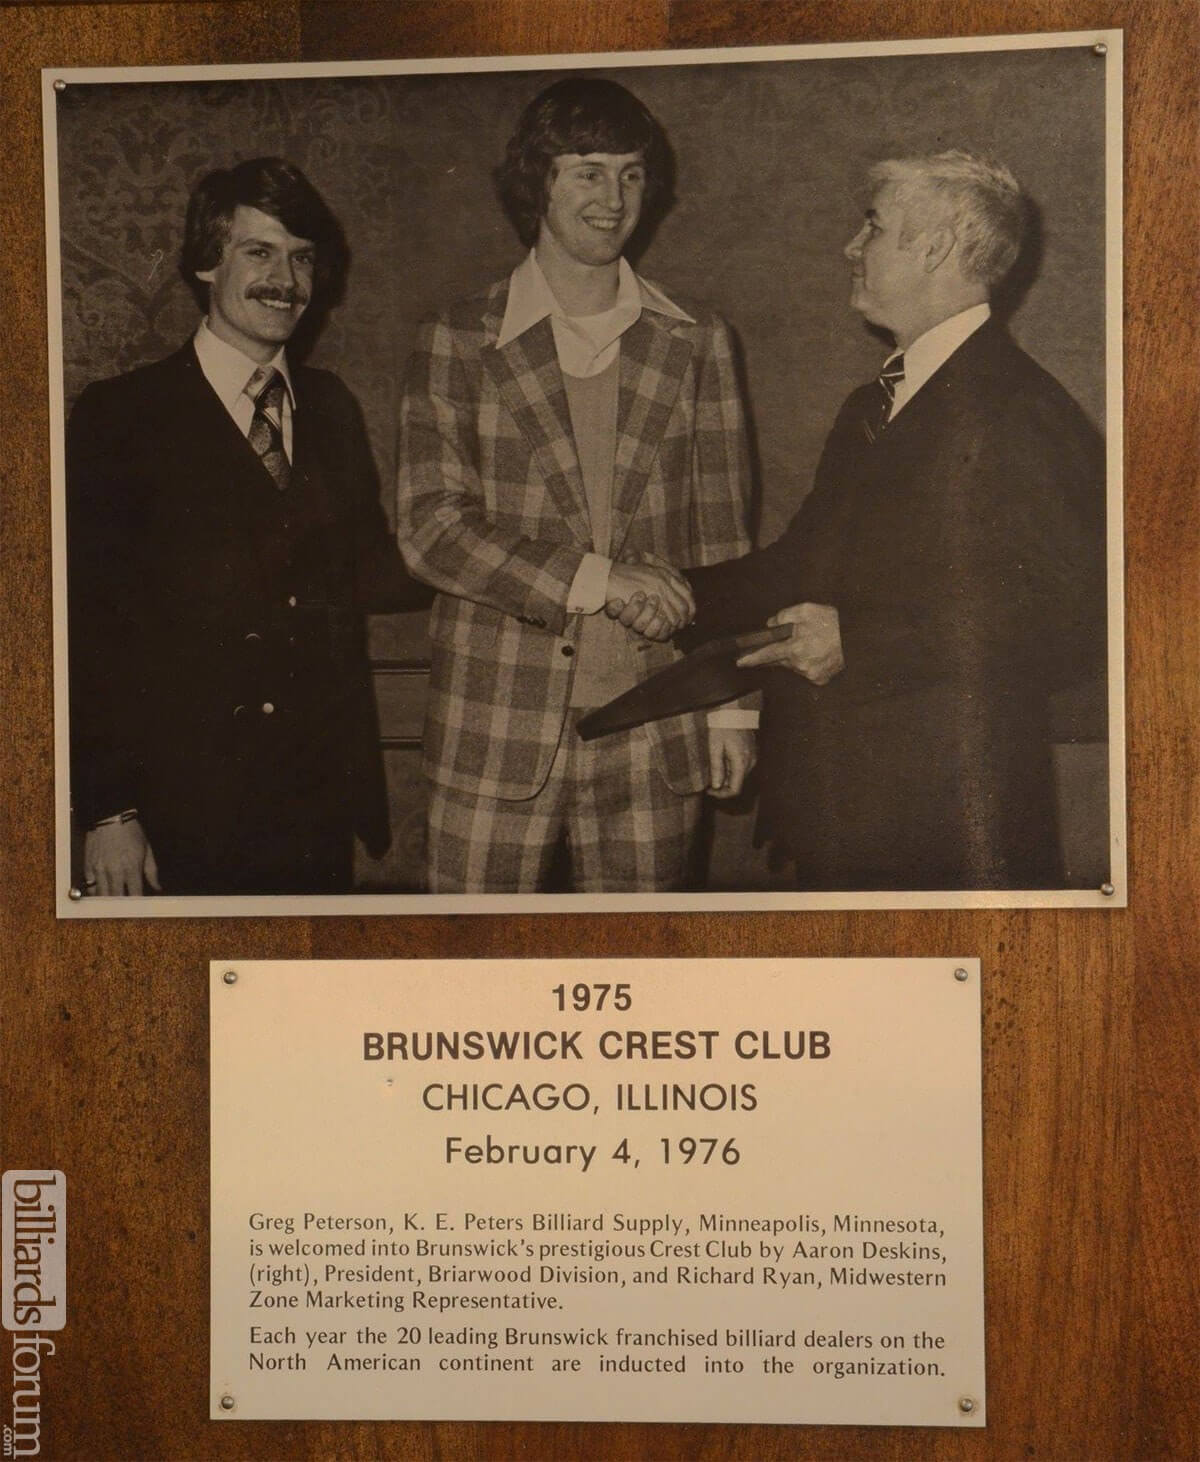 1975
BRUNSWICK CREST CLUB
CHICAGO, ILLINOIS
February 4, 1976
Greg Peterson, K. E. Peters Billiard Supply, Minneapolis, Minnesota,
is welcomed into Brunswick's prestigious Crest Club by Aaron Deskins,
(right), President, Briarwood Division, and Richard Ryan, Midwestern
Zone Marketing Representative.
Each year the 20 leading Brunswick franchised billiard dealers on the
North American continent are inducted into the organization.
billiardsforum.com